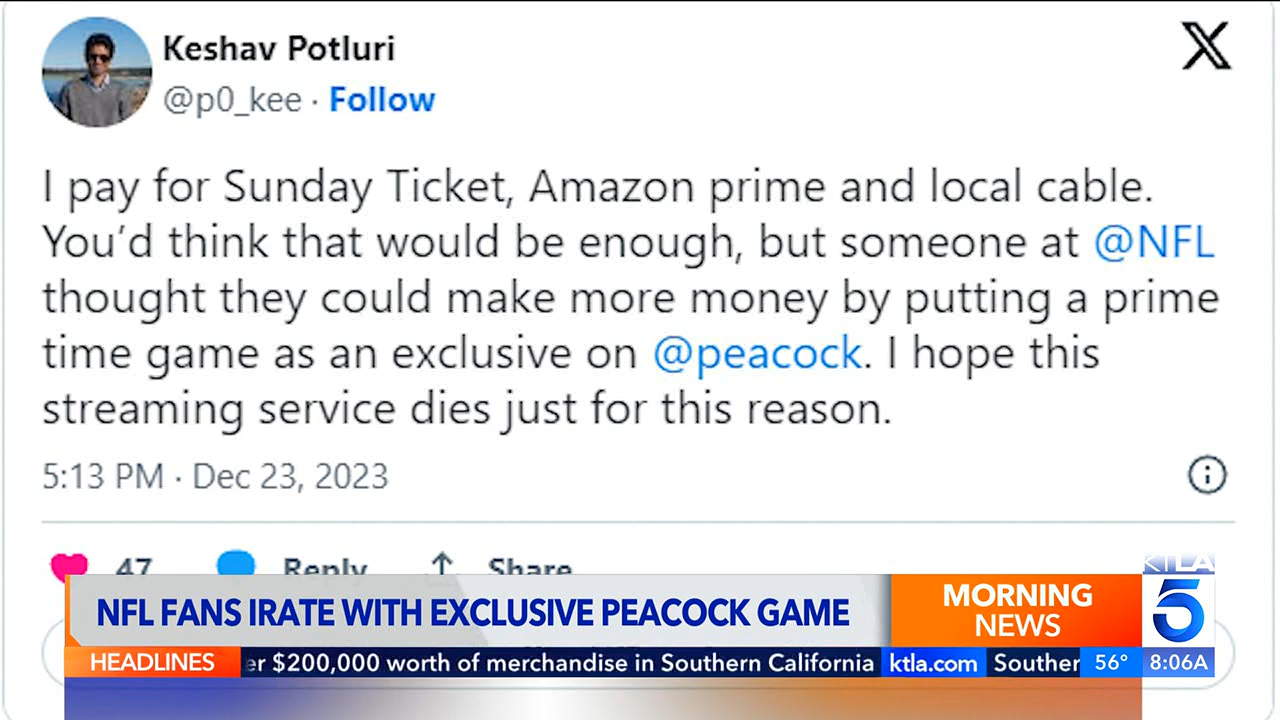 Keshav Potluri
@p0_kee · Follow
I pay for Sunday Ticket, Amazon prime and local cable.
You’d think that would be enough, but someone at @NFL
thought they could make more money by putting a prime
time game as an exclusive on @peacock. I hope this
streaming service dies just for this reason.
5:13 PM · Dec 23, 2023
47 Reply Share
NFL FANS IRATE WITH EXCLUSIVE PEACOCK GAME
MORNING
NEWS
KTLA
5
HEADLINES
er $200,000 worth of merchandise in Southern California ktla.com Souther 56° 8:06A